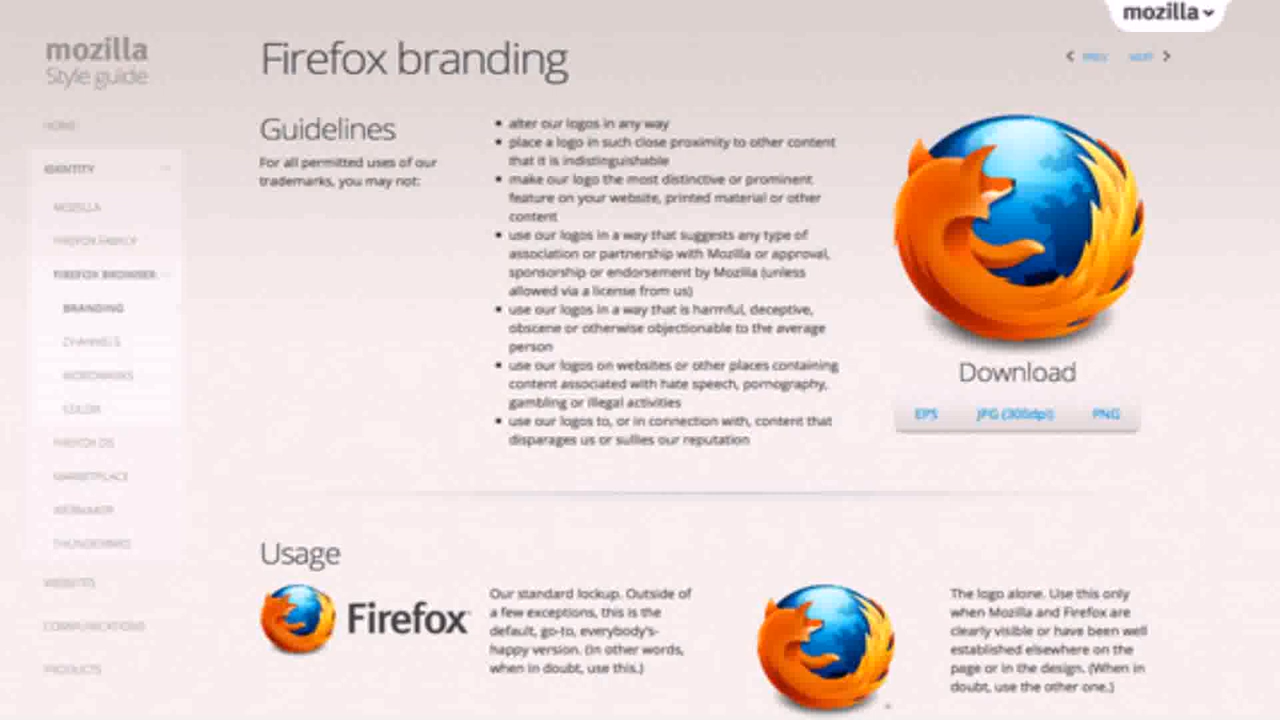 mozilla
mozilla
Style guide
Firefox branding
PREV
NEXT
HOME
IDENTITY
MOZILLA
FIREFOX FAMILY
FIREFOX BROWSER
BRANDING
CHANNELS
WORDMARKS
COLOR
FIREFOX OS
MARKETPLACE
WEBMAKER
THUNDERBIRD
WEBSITES
COMMUNICATIONS
PRODUCTS
Guidelines
For all permitted uses of our
trademarks, you may not:
• alter our logos in any way
• place a logo in such close proximity to other content
that it is indistinguishable
• make our logo the most distinctive or prominent
feature on your website, printed material or other
content
• use our logos in a way that suggests any type of
association or partnership with Mozilla or approval,
sponsorship or endorsement by Mozilla (unless
allowed via a license from us)
• use our logos in a way that is harmful, deceptive,
obscene or otherwise objectionable to the average
person
• use our logos on websites or other places containing
content associated with hate speech, pornography,
gambling or illegal activities
• use our logos to, or in connection with, content that
disparages us or sullies our reputation
Download
EPS JPG (300dpi) PNG
Usage
Firefox
Our standard lockup. Outside of
a few exceptions, this is the
default, go-to, everybody's-
happy version. (In other words,
when in doubt, use this.)
The logo alone. Use this only
when Mozilla and Firefox are
clearly visible or have been well
established elsewhere on the
page or in the design. (When in
doubt, use the other one.)